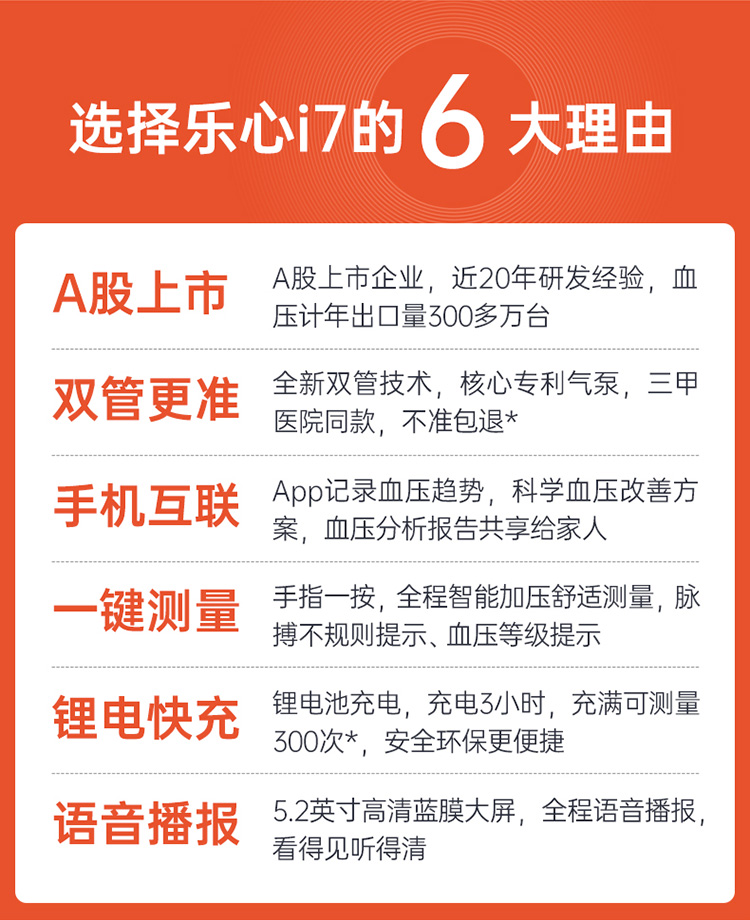 选择乐心i7的6大理由
A股上市
A股上市企业，近20年研发经验，血
压计年出口量300多万台
双管更准
全新双管技术，核心专利气泵，三甲
医院同款，不准包退*
手机互联
App记录血压趋势，科学血压改善方
案，血压分析报告共享给家人
一键测量
手指一按，全程智能加压舒适测量，脉
搏不规则提示、血压等级提示
锂电快充
锂电池充电，充电3小时，充满可测量
300次*，安全环保更便捷
语音播报
5.2英寸高清蓝膜大屏，全程语音播报，
看得见听得清